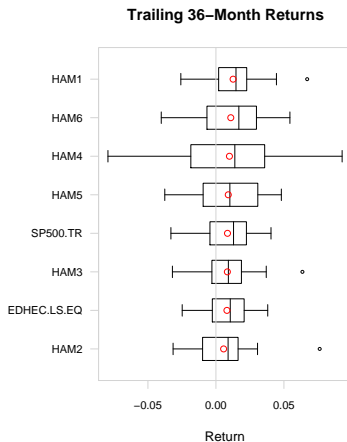 Trailing 36−Month Returns
HAM1
HAM6
HAM4
HAM5
SP500.TR
HAM3
EDHEC.LS.EQ
HAM2
−0.05 0.00 0.05
Return